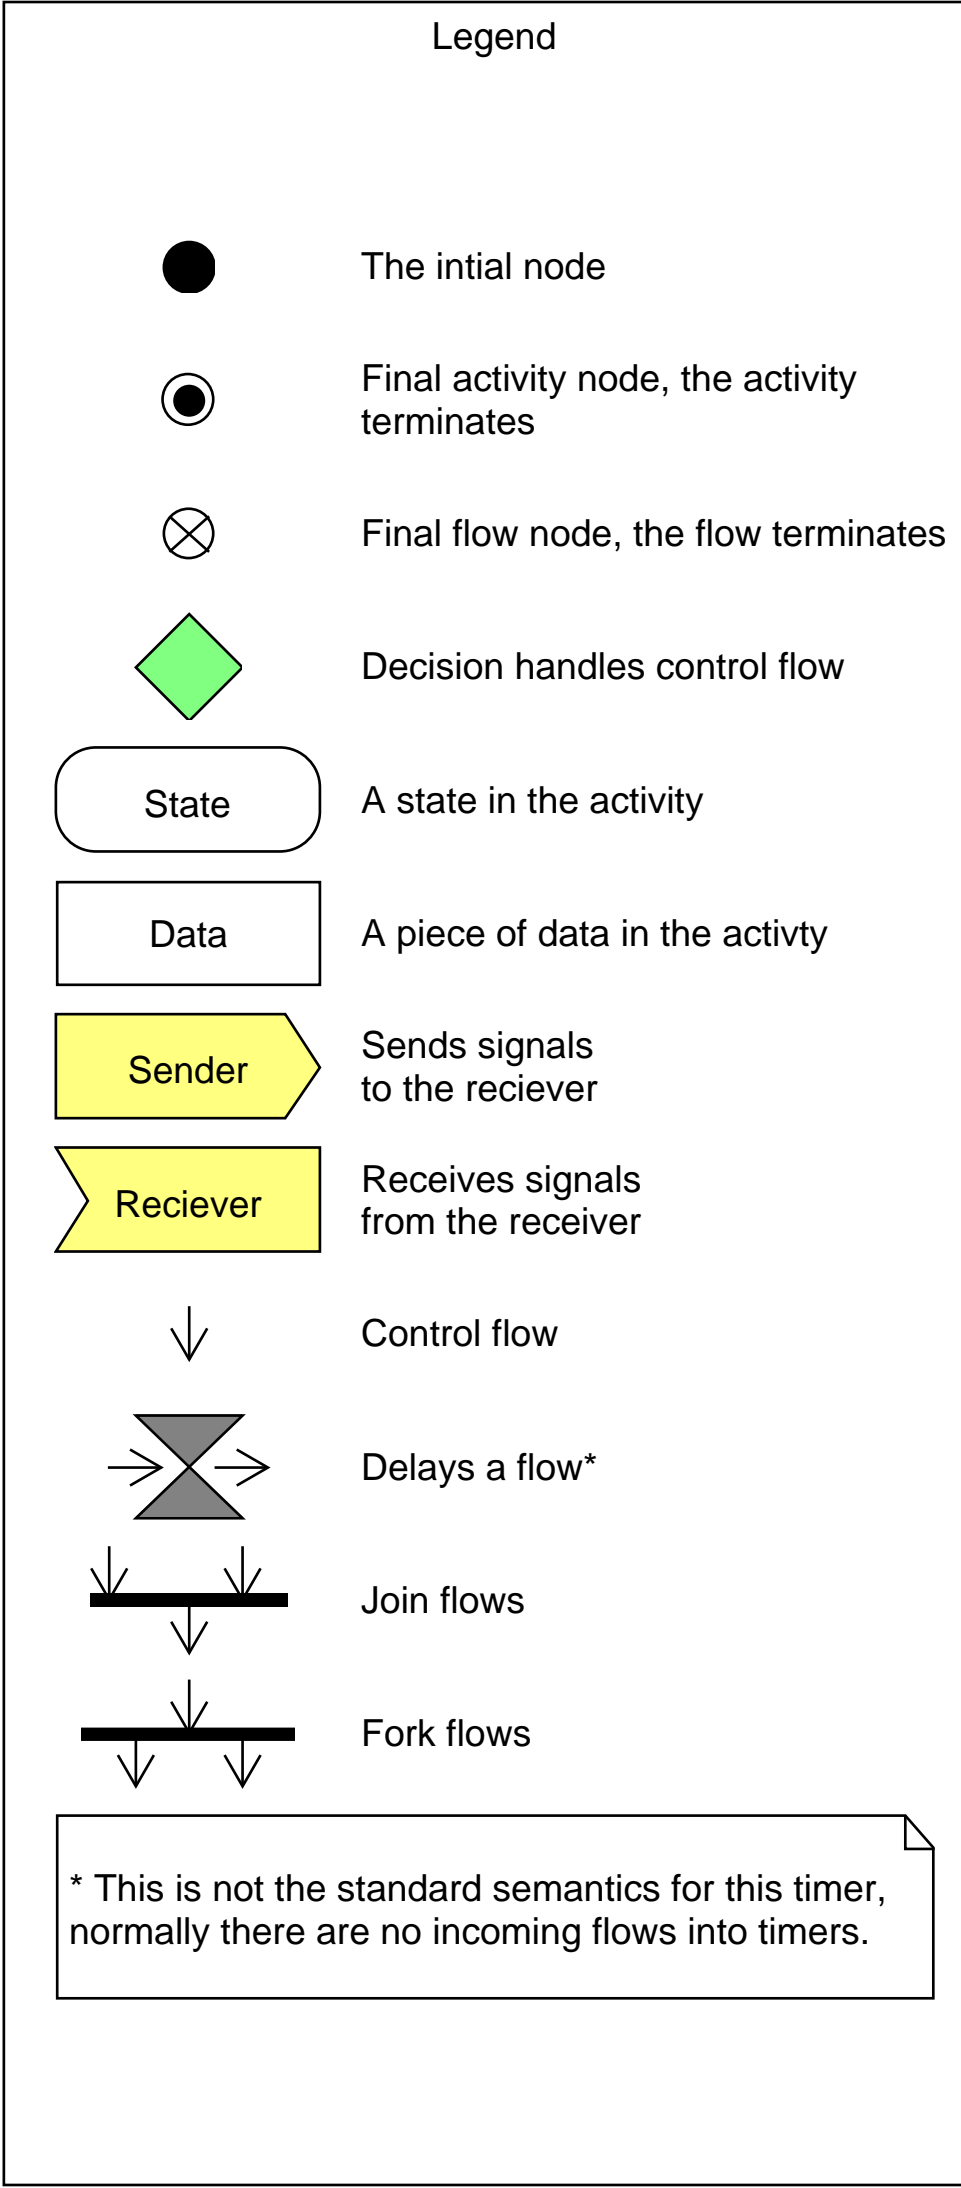 Legend
The intial node
Final activity node, the activity
terminates
Final flow node, the flow terminates
Decision handles control flow
State
A state in the activity
Data
A piece of data in the activty
Sender
Sends signals
to the reciever
Reciever
Receives signals
from the receiver
Control flow
Delays a flow*
Join flows
Fork flows
* This is not the standard semantics for this timer,
normally there are no incoming flows into timers.